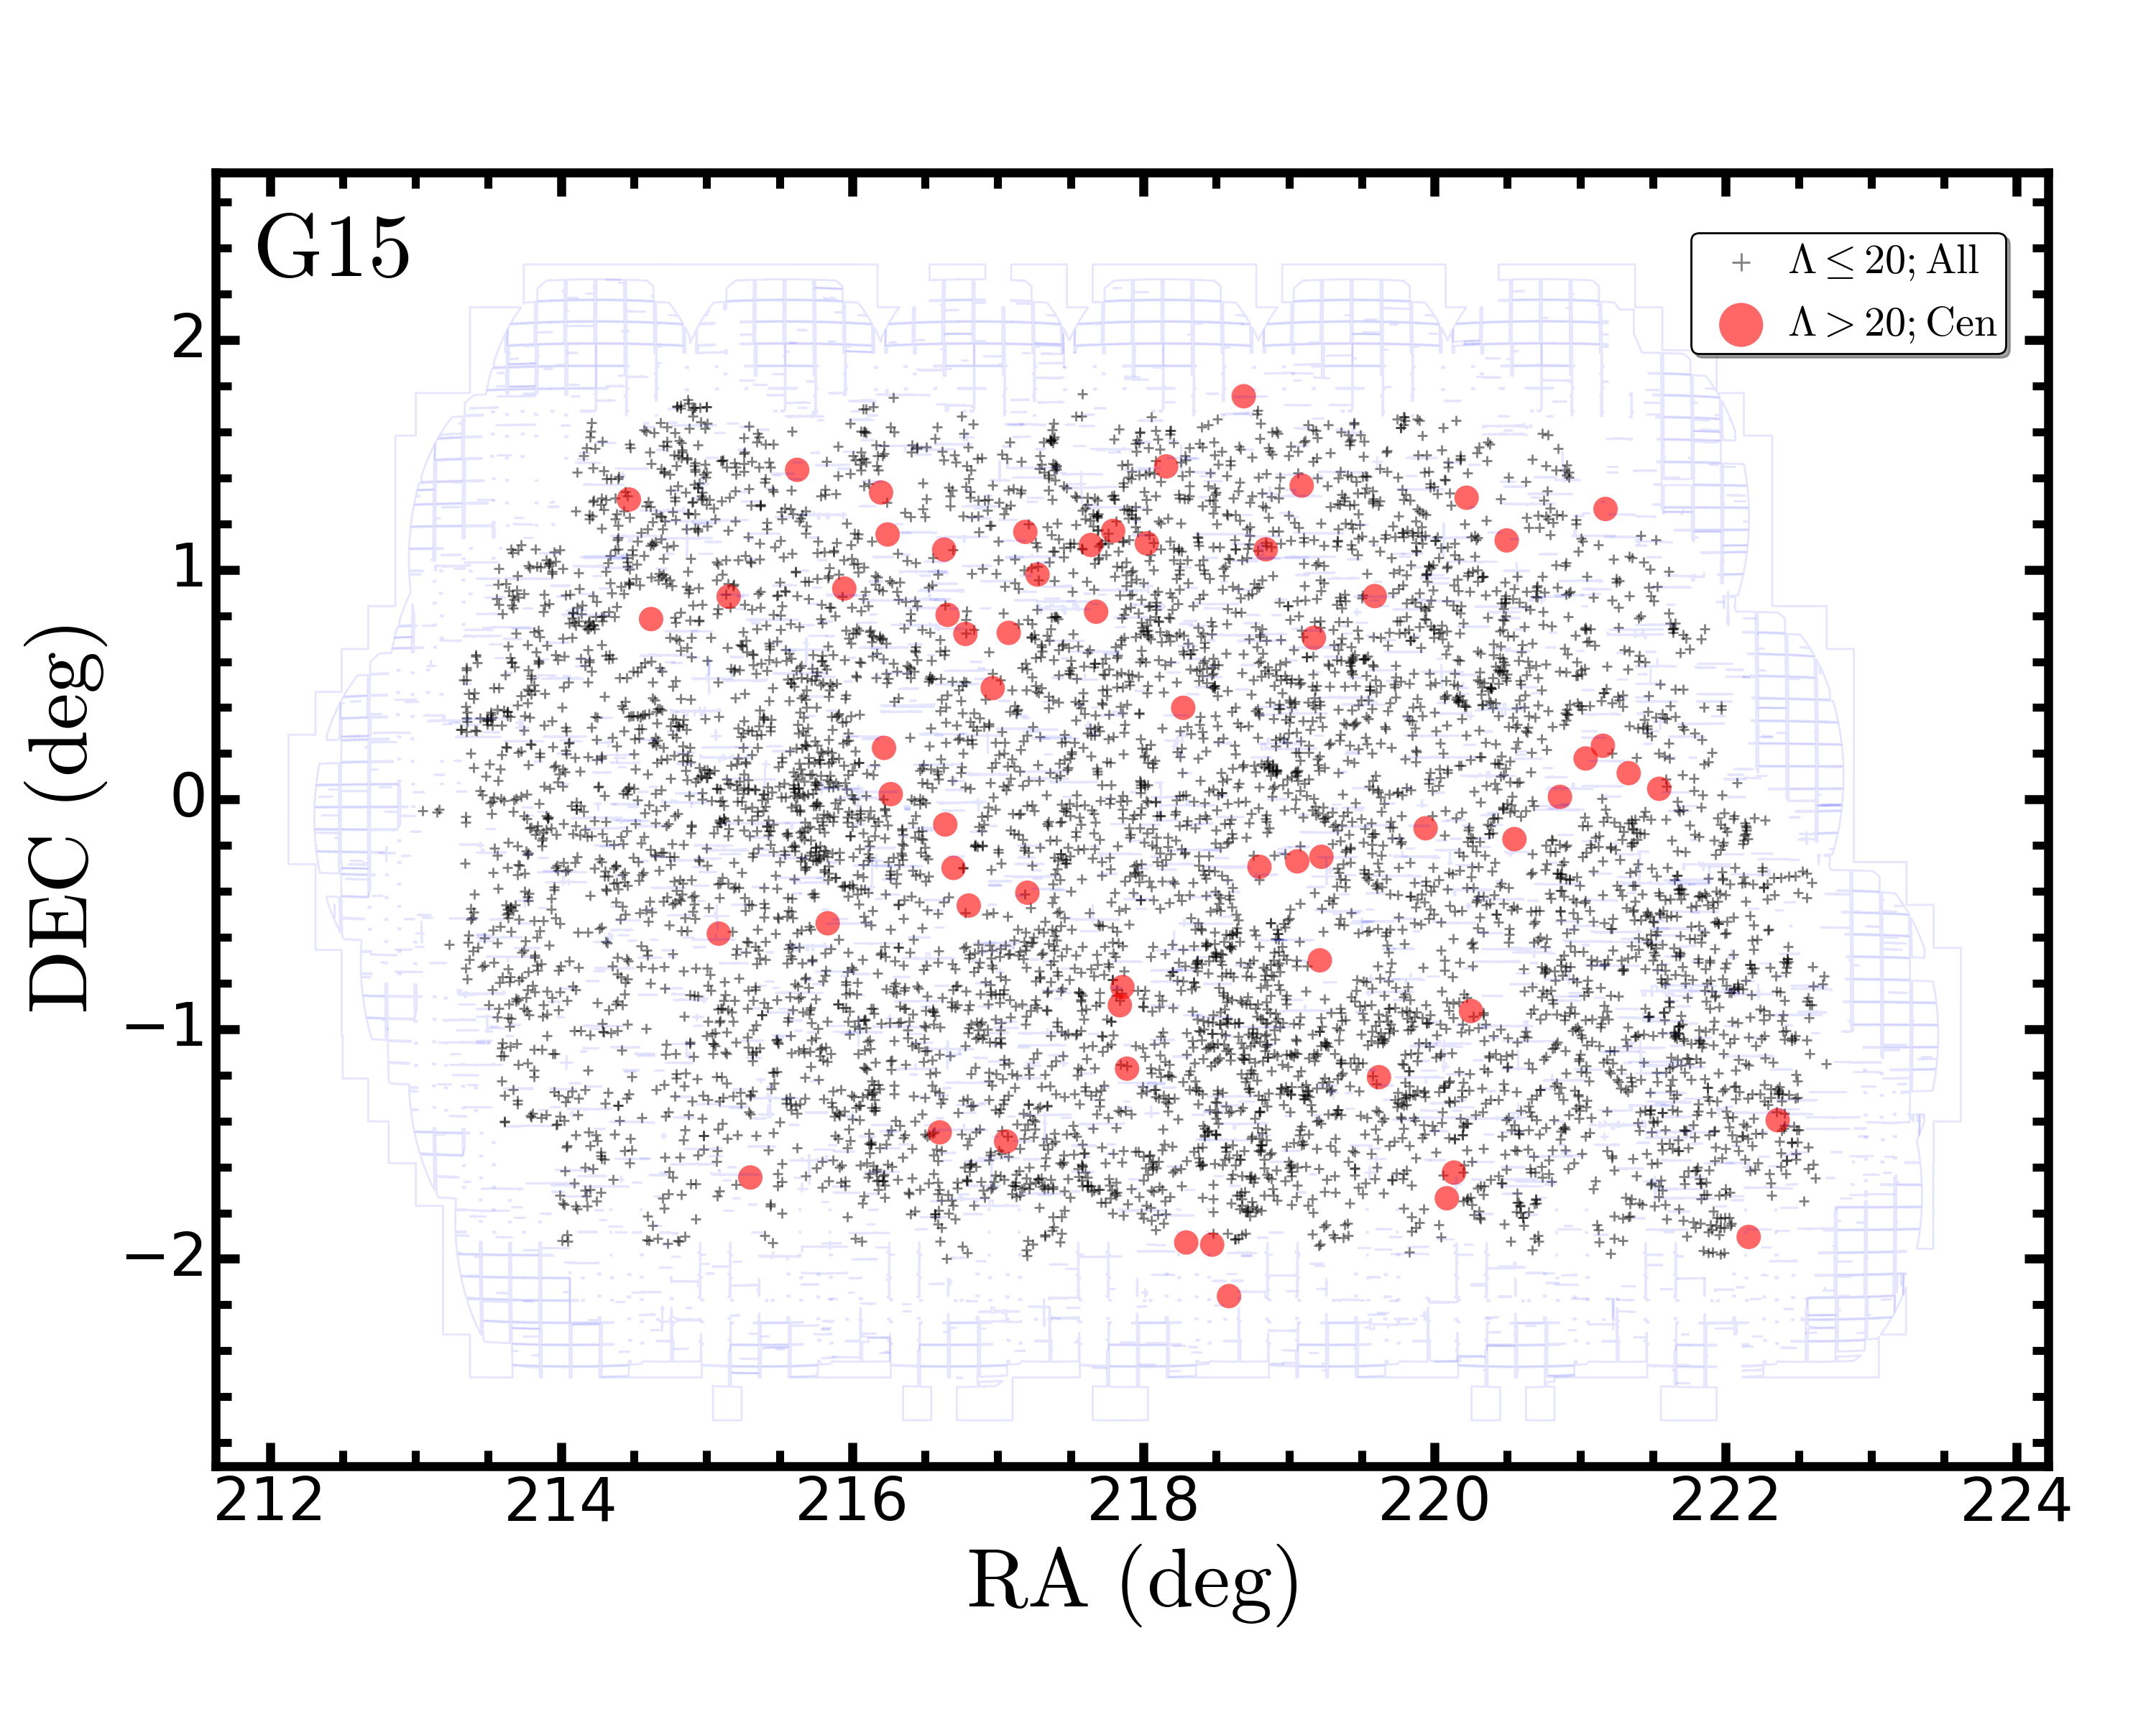 G15
Λ ≤ 20; All
Λ > 20; Cen
2
1
0
−1
−2
DEC (deg)
212 214 216 218 220 222 224
RA (deg)